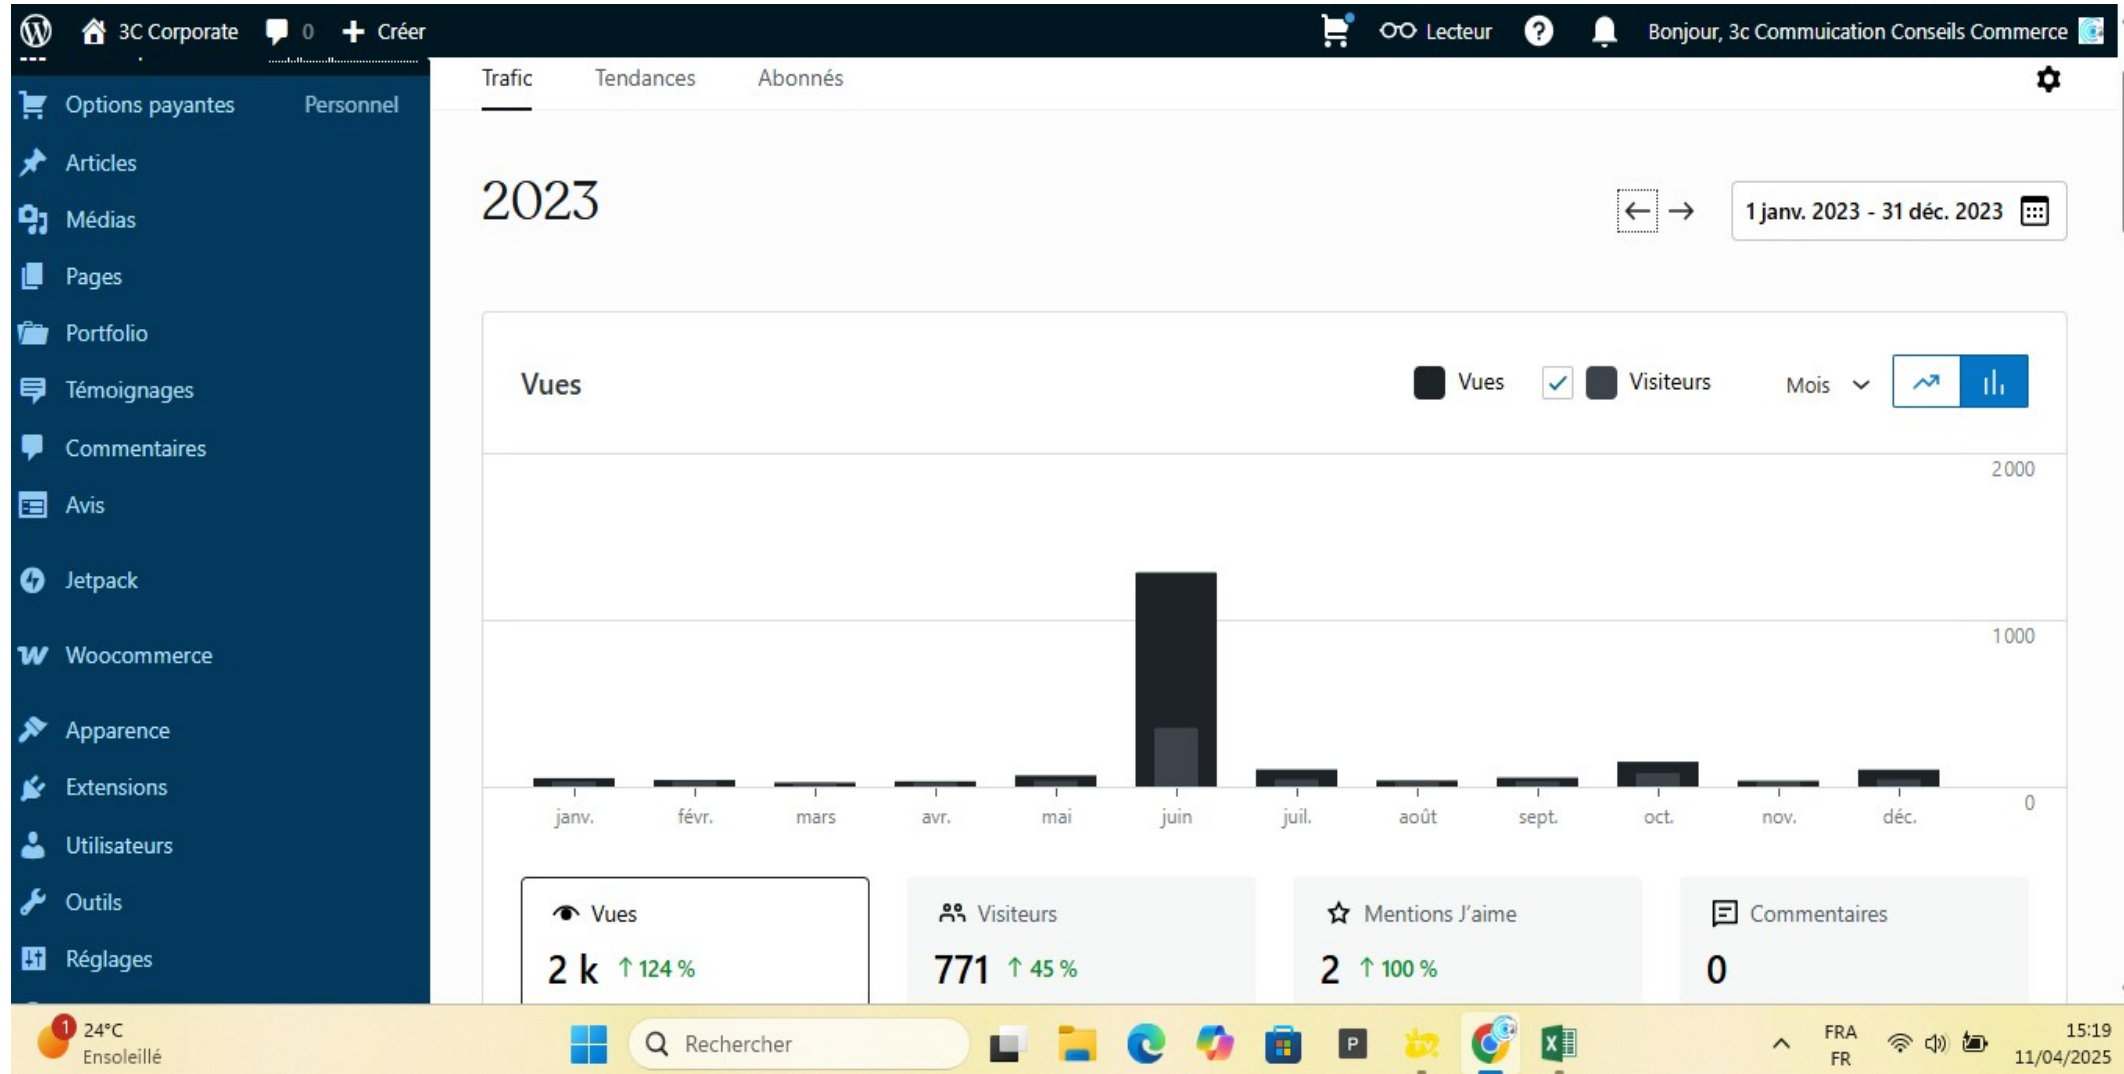 3C Corporate 0 Créer Lecteur Bonjour, 3c Commuication Conseils Commerce
Options payantes Personnel
Articles
Médias
Pages
Portfolio
Témoignages
Commentaires
Avis
Jetpack
Woocommerce
Apparence
Extensions
Utilisateurs
Outils
Réglages
Trafic Tendances Abonnés
2023
1 janv. 2023 - 31 déc. 2023
Vues
Vues Visiteurs Mois
2 000
1 000
0
janv. févr. mars avr. mai juin juil. août sept. oct. nov. déc.
Vues Visiteurs Mentions J'aime Commentaires
2 k ↑ 124 % 771 ↑ 45 % 2 ↑ 100 % 0
1
24°C
Ensoleillé
Rechercher
FRA
FR
15:19
11/04/2025